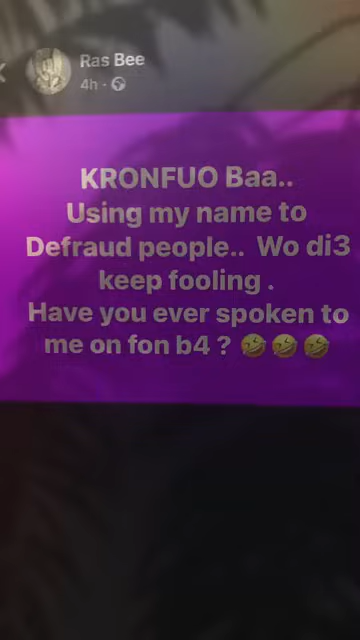 Ras Bee
4h ·
KRONFUO Baa..
Using my name to
Defraud people.. Wo di3
keep fooling .
Have you ever spoken to
me on fon b4 ? 🤣🤣🤣